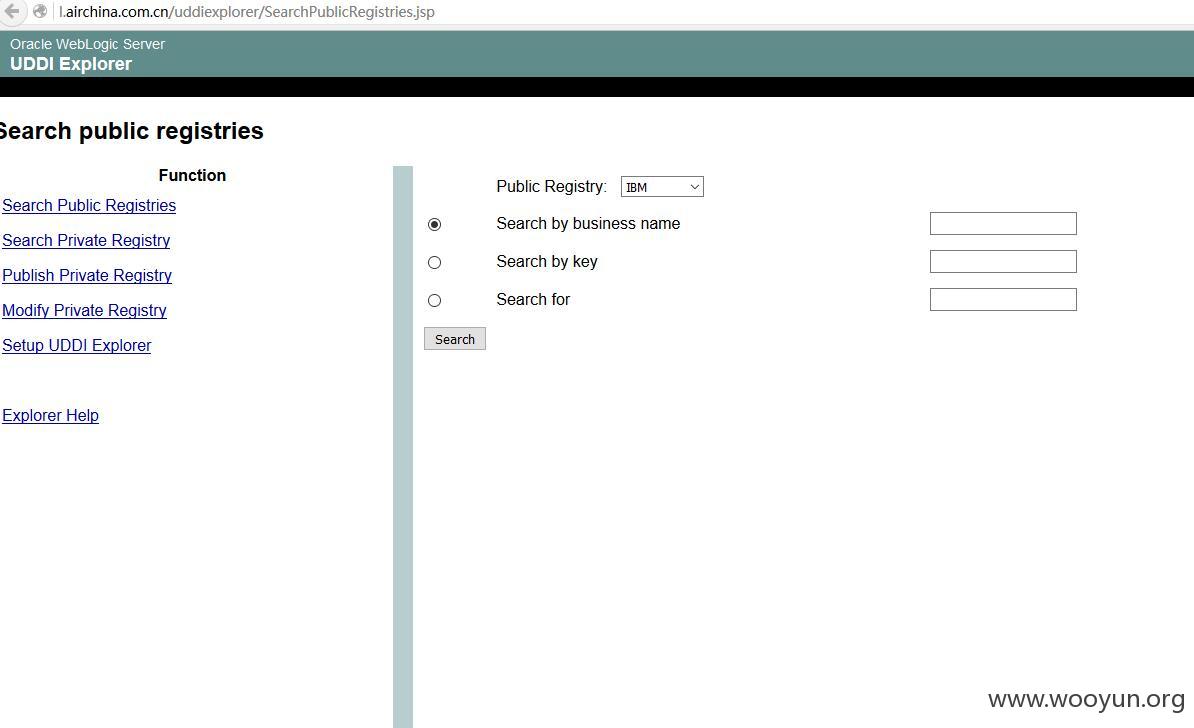 l.airchina.com.cn/uddiexplorer/SearchPublicRegistries.jsp
Oracle WebLogic Server
UDDI Explorer
Search public registries
Function
Search Public Registries
Search Private Registry
Publish Private Registry
Modify Private Registry
Setup UDDI Explorer
Explorer Help
Public Registry: IBM
Search by business name
Search by key
Search for
Search
www.wooyun.org